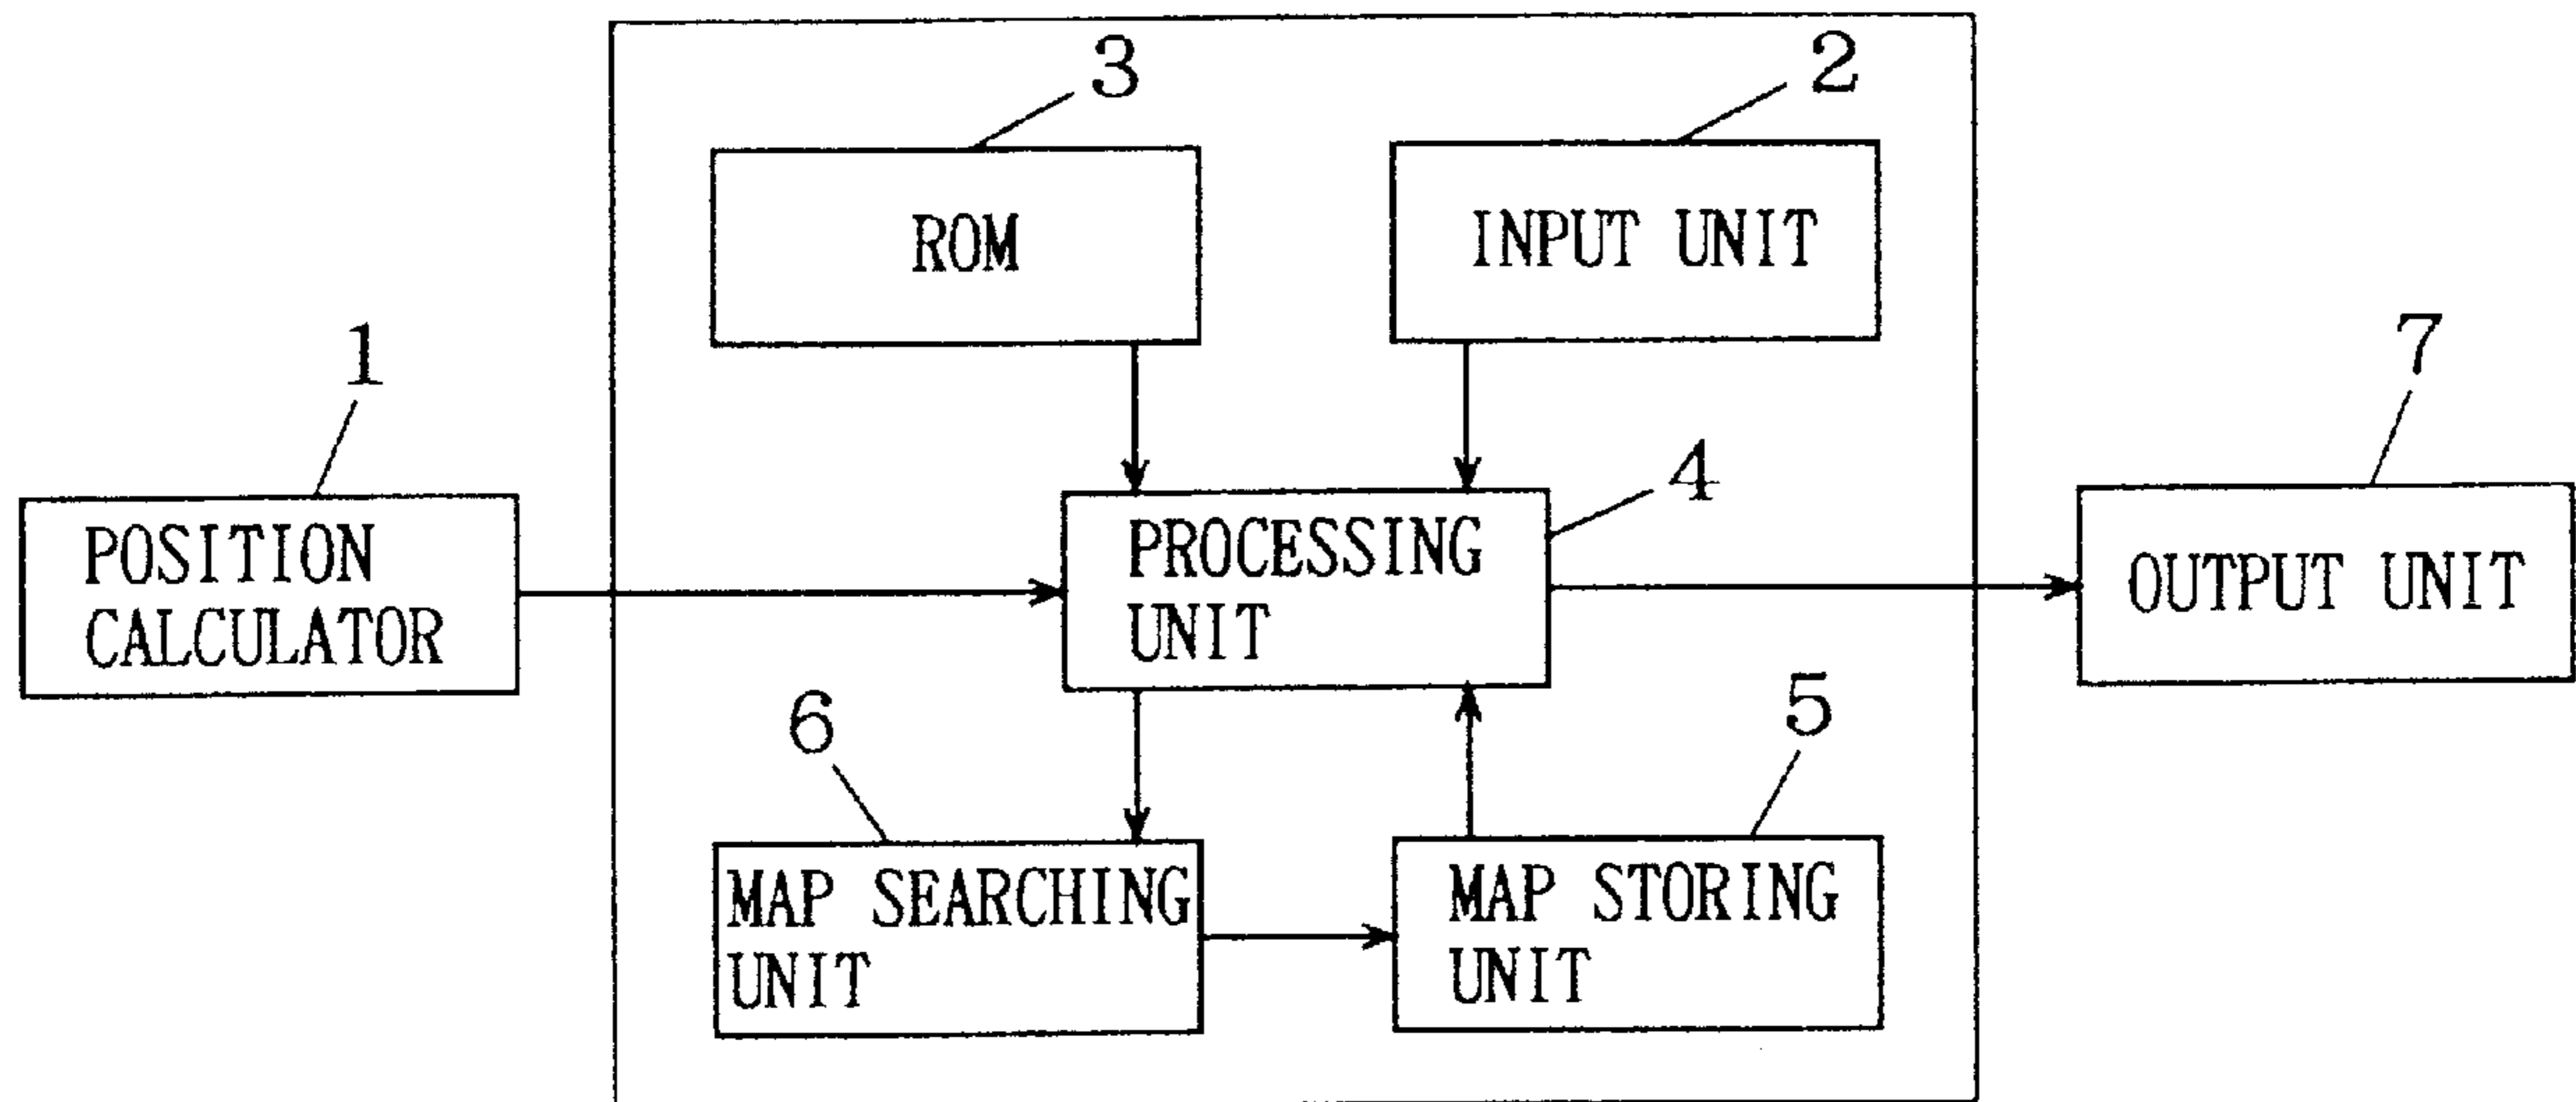 3
2
ROM
INPUT UNIT
1
7
4
POSITION
CALCULATOR
PROCESSING
UNIT
OUTPUT UNIT
6
5
MAP SEARCHING
UNIT
MAP STORING
UNIT